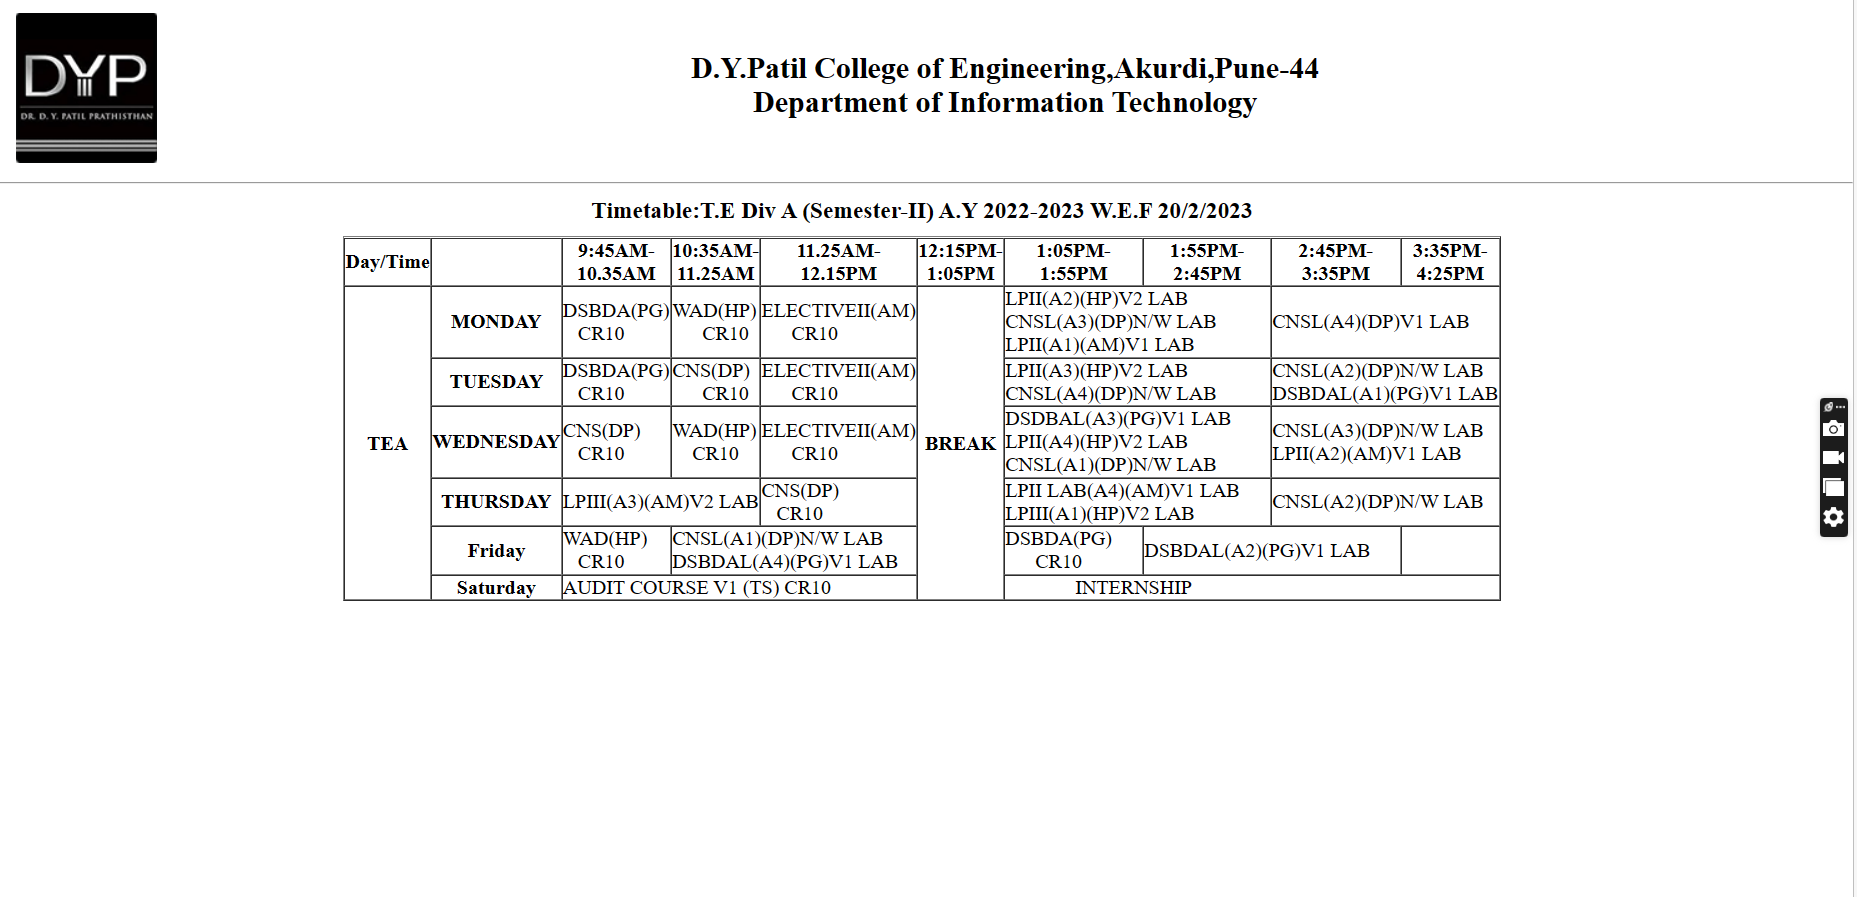 DYP
DR. D. Y. PATIL PRATHISTHAN
D.Y.Patil College of Engineering,Akurdi,Pune-44
Department of Information Technology
Timetable:T.E Div A (Semester-II) A.Y 2022-2023 W.E.F 20/2/2023
Day/Time
9:45AM-
10.35AM
10:35AM-
11.25AM
11.25AM-
12.15PM
12:15PM-
1:05PM
1:05PM-
1:55PM
1:55PM-
2:45PM
2:45PM-
3:35PM
3:35PM-
4:25PM
TEA
MONDAY
DSBDA(PG)
CR10
WAD(HP)
CR10
ELECTIVEII(AM)
CR10
BREAK
LPII(A2)(HP)V2 LAB
CNSL(A3)(DP)N/W LAB
LPII(A1)(AM)V1 LAB
CNSL(A4)(DP)V1 LAB
TUESDAY
DSBDA(PG)
CR10
CNS(DP)
CR10
ELECTIVEII(AM)
CR10
LPII(A3)(HP)V2 LAB
CNSL(A4)(DP)N/W LAB
CNSL(A2)(DP)N/W LAB
DSBDAL(A1)(PG)V1 LAB
WEDNESDAY
CNS(DP)
CR10
WAD(HP)
CR10
ELECTIVEII(AM)
CR10
DSDBAL(A3)(PG)V1 LAB
LPII(A4)(HP)V2 LAB
CNSL(A1)(DP)N/W LAB
CNSL(A3)(DP)N/W LAB
LPII(A2)(AM)V1 LAB
THURSDAY
LPIII(A3)(AM)V2 LAB
CNS(DP)
CR10
LPII LAB(A4)(AM)V1 LAB
LPIII(A1)(HP)V2 LAB
CNSL(A2)(DP)N/W LAB
Friday
WAD(HP)
CR10
CNSL(A1)(DP)N/W LAB
DSBDAL(A4)(PG)V1 LAB
DSBDA(PG)
CR10
DSBDAL(A2)(PG)V1 LAB
Saturday
AUDIT COURSE V1 (TS) CR10
INTERNSHIP